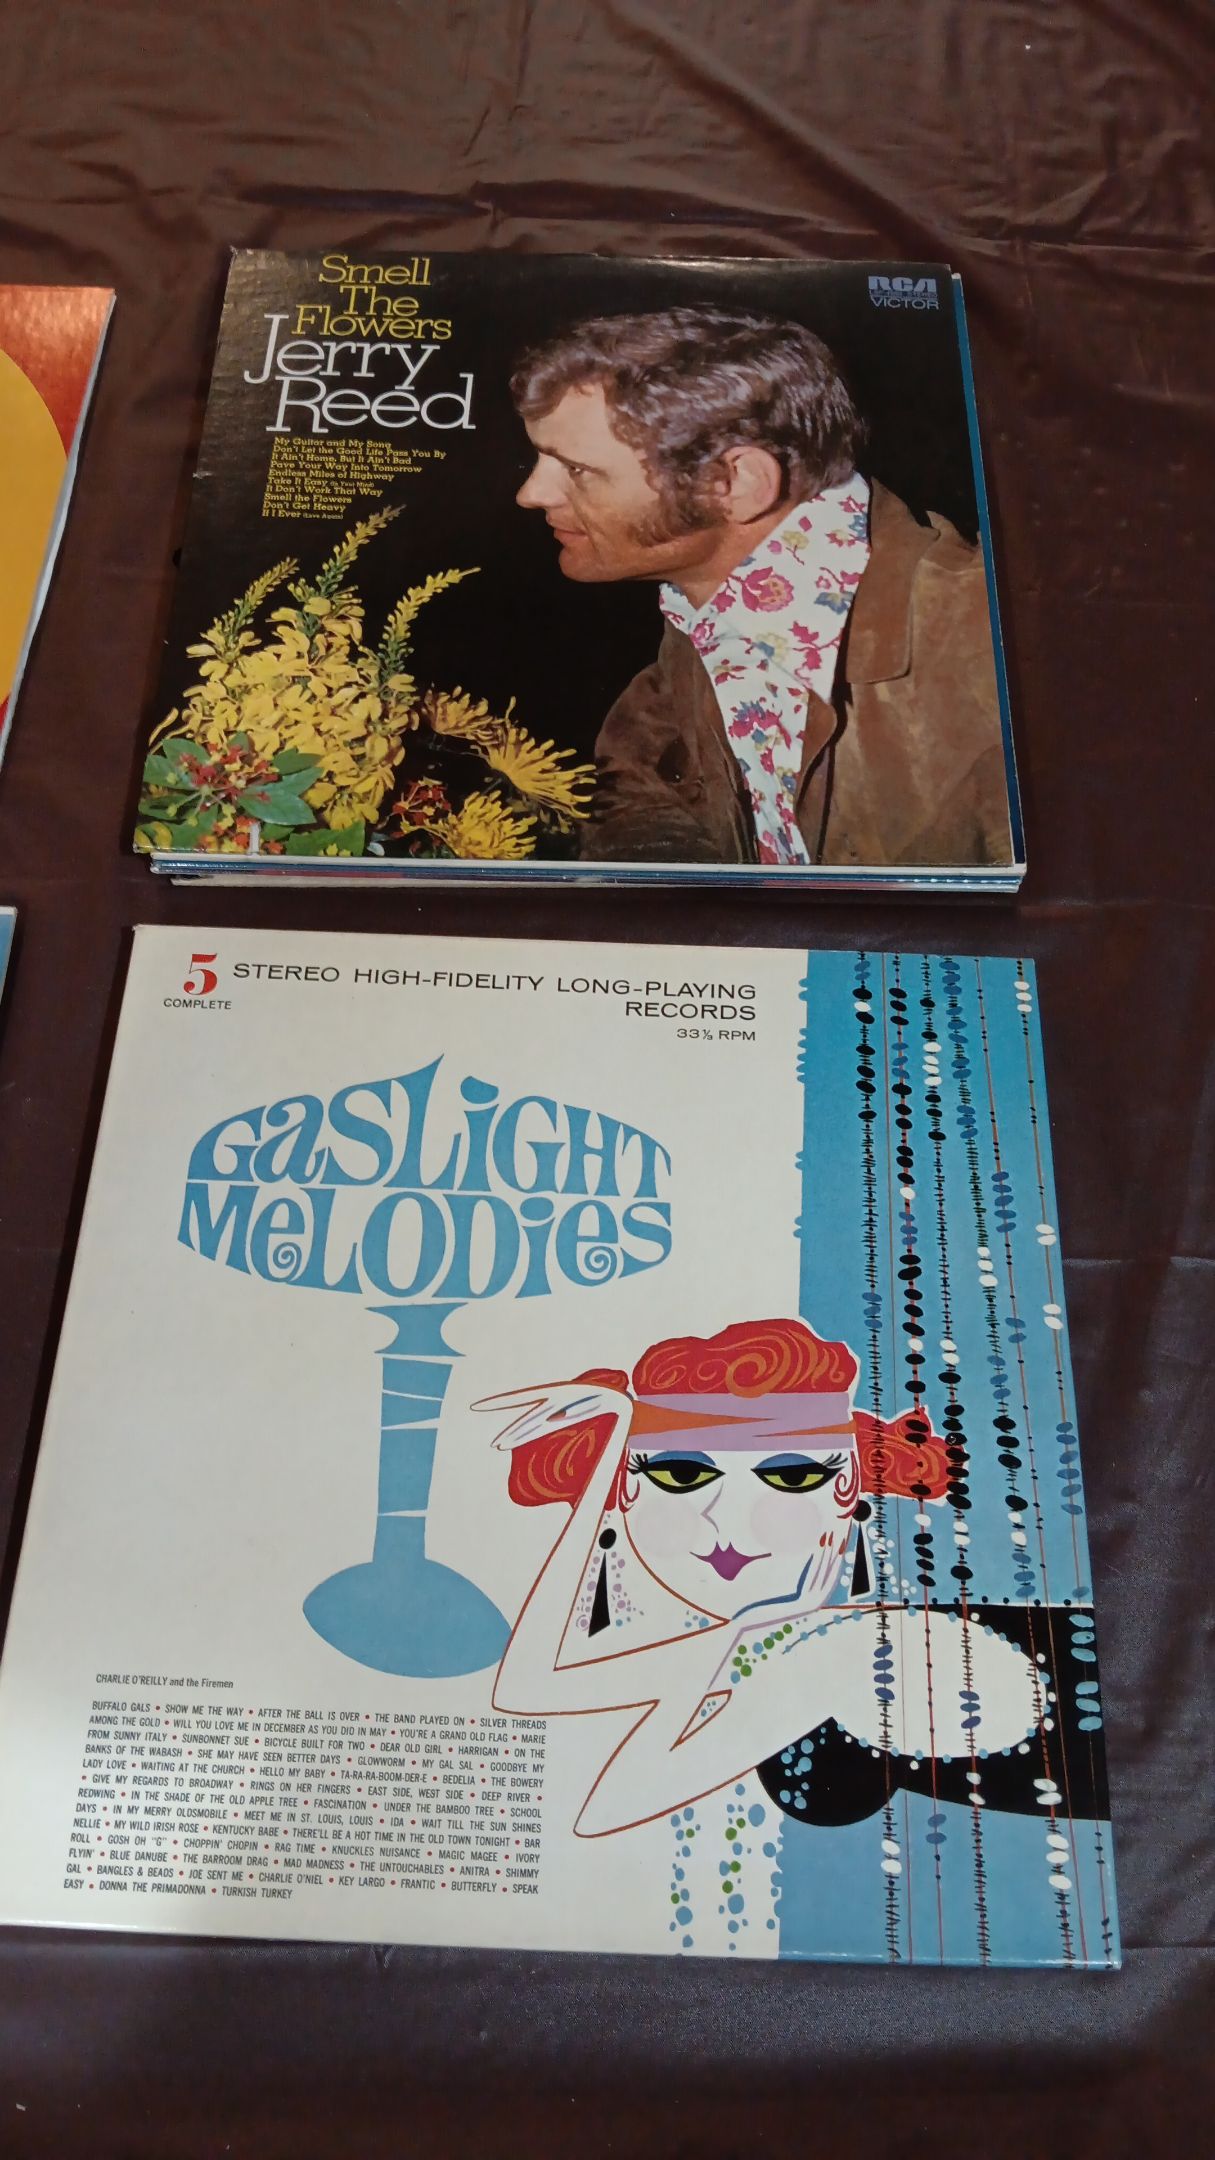 Smell
The
Flowers
Jerry
Reed
RCA
VICTOR
My Guitar and My Song
Don't Let the Good Life Pass You By
It Ain't Home, But It Ain't Bad
Pave Your Way Into Tomorrow
Endless Miles of Highway
Take It Easy (In Your Mind)
It Don't Work That Way
Smell the Flowers
Don't Get Heavy
If I Ever (Love Again)
5 STEREO HIGH-FIDELITY LONG-PLAYING
COMPLETE
RECORDS
33⅓ RPM
GASLIGHT
MELODIES
CHARLIE O'REILLY and the Firemen
BUFFALO GALS • SHOW ME THE WAY • AFTER THE BALL IS OVER • THE BAND PLAYED ON • SILVER THREADS
AMONG THE GOLD • WILL YOU LOVE ME IN DECEMBER AS YOU DID IN MAY • YOU'RE A GRAND OLD FLAG • MARIE
FROM SUNNY ITALY • SUNBONNET SUE • BICYCLE BUILT FOR TWO • DEAR OLD GIRL • HARRIGAN • ON THE
BANKS OF THE WABASH • SHE MAY HAVE SEEN BETTER DAYS • GLOWWORM • MY GAL SAL • GOODBYE MY
LADY LOVE • WAITING AT THE CHURCH • HELLO MY BABY • TA-RA-RA-BOOM-DER-E • BEDELIA • THE BOWERY
• GIVE MY REGARDS TO BROADWAY • RINGS ON HER FINGERS • EAST SIDE, WEST SIDE • DEEP RIVER •
REDWING • IN THE SHADE OF THE OLD APPLE TREE • FASCINATION • UNDER THE BAMBOO TREE • SCHOOL
DAYS • IN MY MERRY OLDSMOBILE • MEET ME IN ST. LOUIS, LOUIS • IDA • WAIT TILL THE SUN SHINES
NELLIE • MY WILD IRISH ROSE • KENTUCKY BABE • THERE'LL BE A HOT TIME IN THE OLD TOWN TONIGHT • BAR
ROLL • GOSH OH "G" • CHOPPIN' CHOPIN • RAG TIME • KNUCKLES NUISANCE • MAGIC MAGEE • IVORY
FLYIN' • BLUE DANUBE • THE BARROOM DRAG • MAD MADNESS • THE UNTOUCHABLES • ANITRA • SHIMMY
GAL • BANGLES & BEADS • JOE SENT ME • CHARLIE O'NIEL • KEY LARGO • FRANTIC • BUTTERFLY • SPEAK
EASY • DONNA THE PRIMADONNA • TURKISH TURKEY